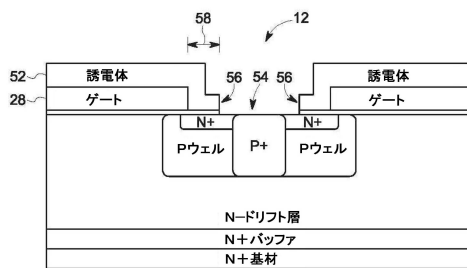 58
12
52
誘電体
56
54
56
誘電体
28
ゲート
ゲート
N+
N+
Pウェル
P+
Pウェル
N−ドリフト層
N+バッファ
N+基材